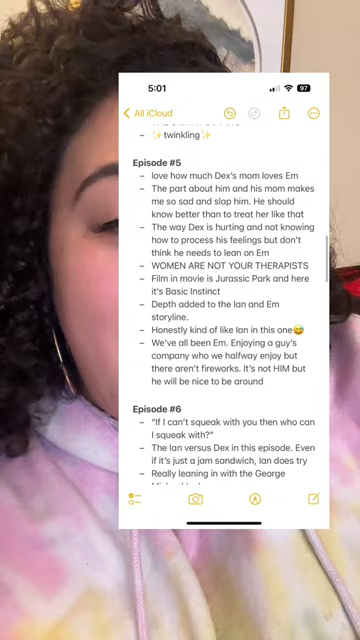 5:01
97
All iCloud
✨twinkling✨
Episode #5
– love how much Dex's mom loves Em
– The part about him and his mom makes
me so sad and slap him. He should
know better than to treat her like that
– The way Dex is hurting and not knowing
how to process his feelings but don't
think he needs to lean on Em
– WOMEN ARE NOT YOUR THERAPISTS
– Film in movie is Jurassic Park and here
it's Basic Instinct
– Depth added to the Ian and Em
storyline.
– Honestly kind of like Ian in this one😅
– We've all been Em. Enjoying a guy's
company who we halfway enjoy but
there aren't fireworks. It's not HIM but
he will be nice to be around
Episode #6
– "If I can't squeak with you then who can
I squeak with?"
– The Ian versus Dex in this episode. Even
if it's just a jam sandwich, Ian does try
– Really leaning in with the George